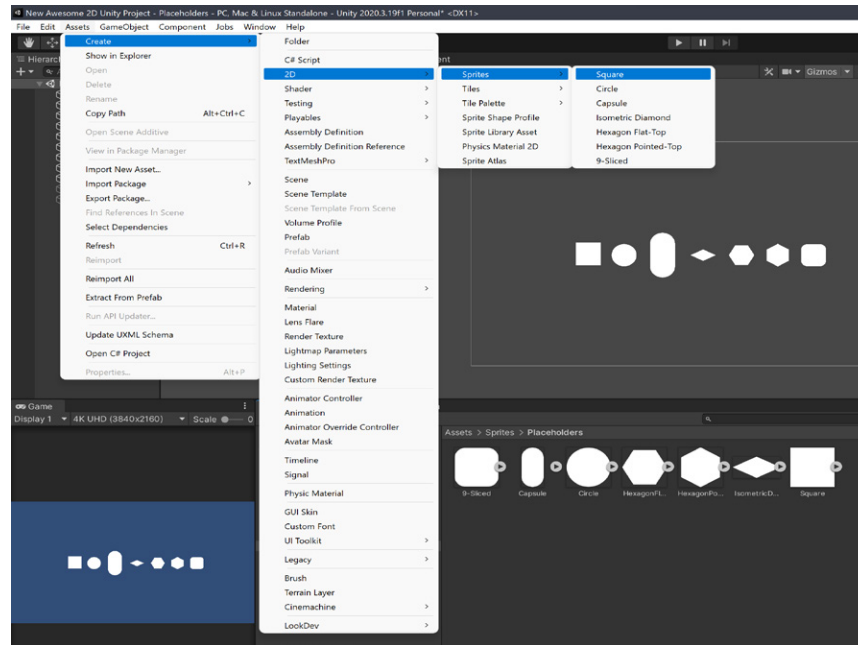 New Awesome 2D Unity Project - Placeholders - PC, Mac & Linux Standalone - Unity 2020.3.19f1 Personal* <DX11>
File Edit Assets GameObject Component Jobs Window Help
Hierarc
Create
Show in Explorer
Open
Delete
Rename
Copy Path Alt+Ctrl+C
Open Scene Additive
View in Package Manager
Import New Asset...
Import Package
Export Package...
Find References In Scene
Select Dependencies
Refresh Ctrl+R
Reimport
Reimport All
Extract From Prefab
Run API Updater...
Update UXML Schema
Open C# Project
Properties... Alt+P
Folder
C# Script
2D
Shader
Testing
Playables
Assembly Definition
Assembly Definition Reference
TextMeshPro
Scene
Scene Template
Scene Template From Scene
Volume Profile
Prefab
Prefab Variant
Audio Mixer
Rendering
Material
Lens Flare
Render Texture
Lightmap Parameters
Lighting Settings
Custom Render Texture
Animator Controller
Animation
Animator Override Controller
Avatar Mask
Timeline
Signal
Physic Material
GUI Skin
Custom Font
UI Toolkit
Legacy
Brush
Terrain Layer
Cinemachine
LookDev
Sprites
Tiles
Tile Palette
Sprite Shape Profile
Sprite Library Asset
Physics Material 2D
Sprite Atlas
Square
Circle
Capsule
Isometric Diamond
Hexagon Flat-Top
Hexagon Pointed-Top
9-Sliced
ent
Gizmos
Game
Display 1 4K UHD (3840x2160) Scale 0
Assets > Sprites > Placeholders
9-Sliced Capsule Circle HexagonFl... HexagonPo... IsometricD... Square